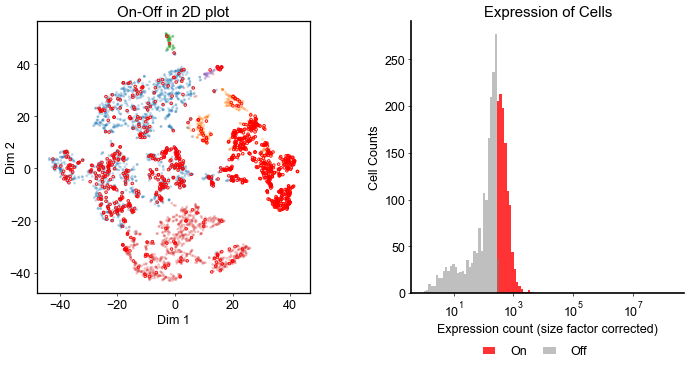 On-Off in 2D plot
40
20
0
−20
−40
Dim 2
−40 −20 0 20 40
Dim 1
Expression of Cells
250
200
150
100
50
0
Cell Counts
10^1 10^3 10^5 10^7
Expression count (size factor corrected)
On Off